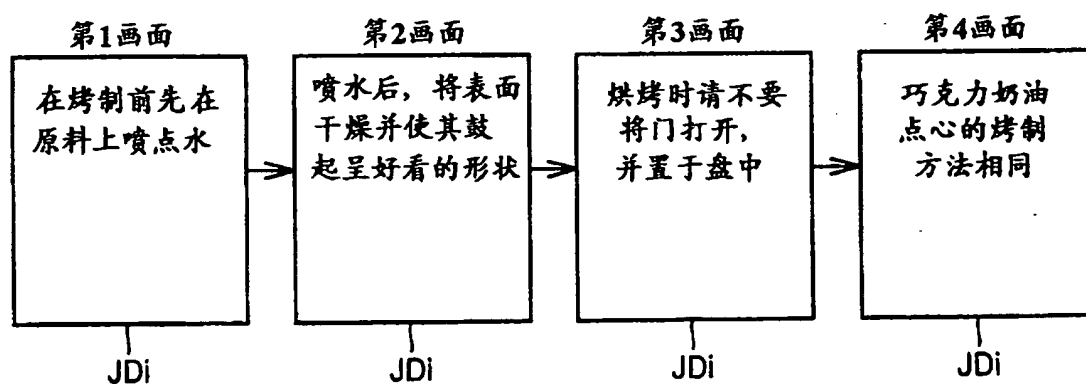 第1画面
在烤制前先在
原料上喷点水
JDi
第2画面
喷水后，将表面
干燥并使其鼓
起呈好看的形状
JDi
第3画面
烘烤时请不要
将门打开，
并置于盘中
JDi
第4画面
巧克力奶油
点心的烤制
方法相同
JDi